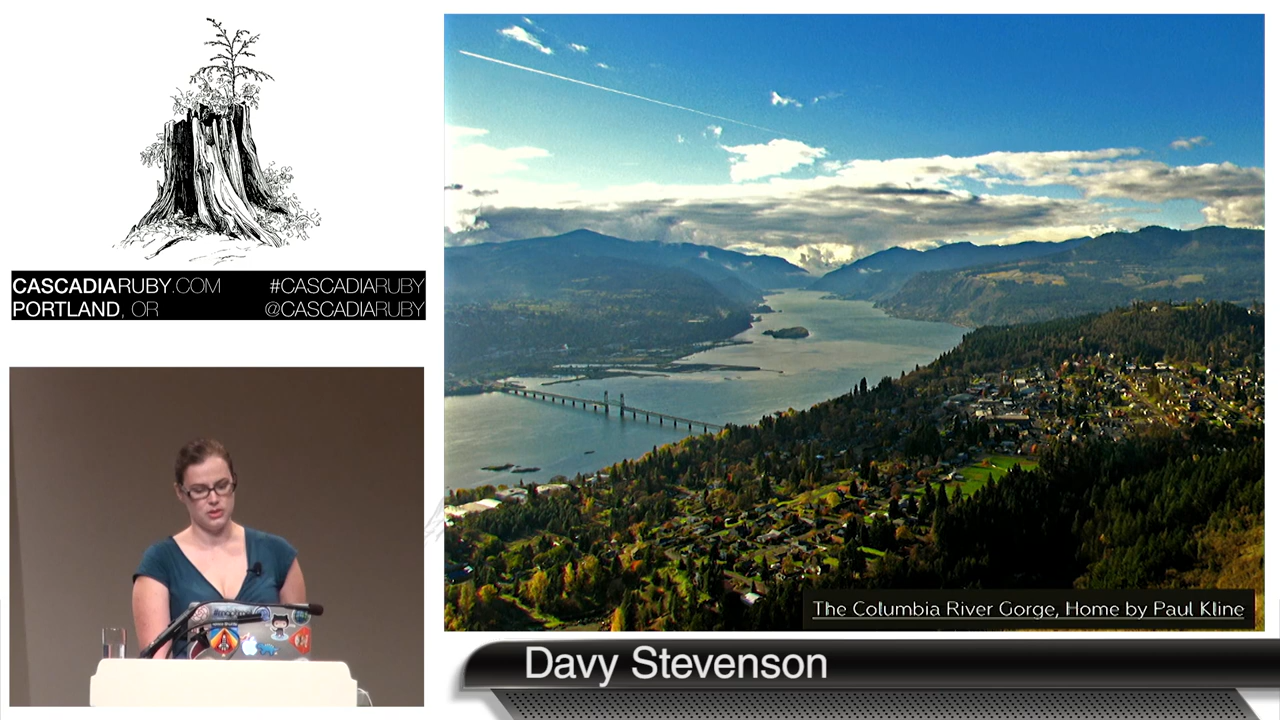 CASCADIARUBY.COM #CASCADIARUBY
PORTLAND, OR @CASCADIARUBY
The Columbia River Gorge, Home by Paul Kline
Davy Stevenson